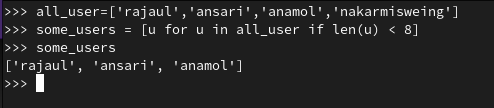 >>> all_user=['rajaul','ansari','anamol','nakarmisweing']
>>> some_users = [u for u in all_user if len(u) < 8]
>>> some_users
['rajaul', 'ansari', 'anamol']
>>>